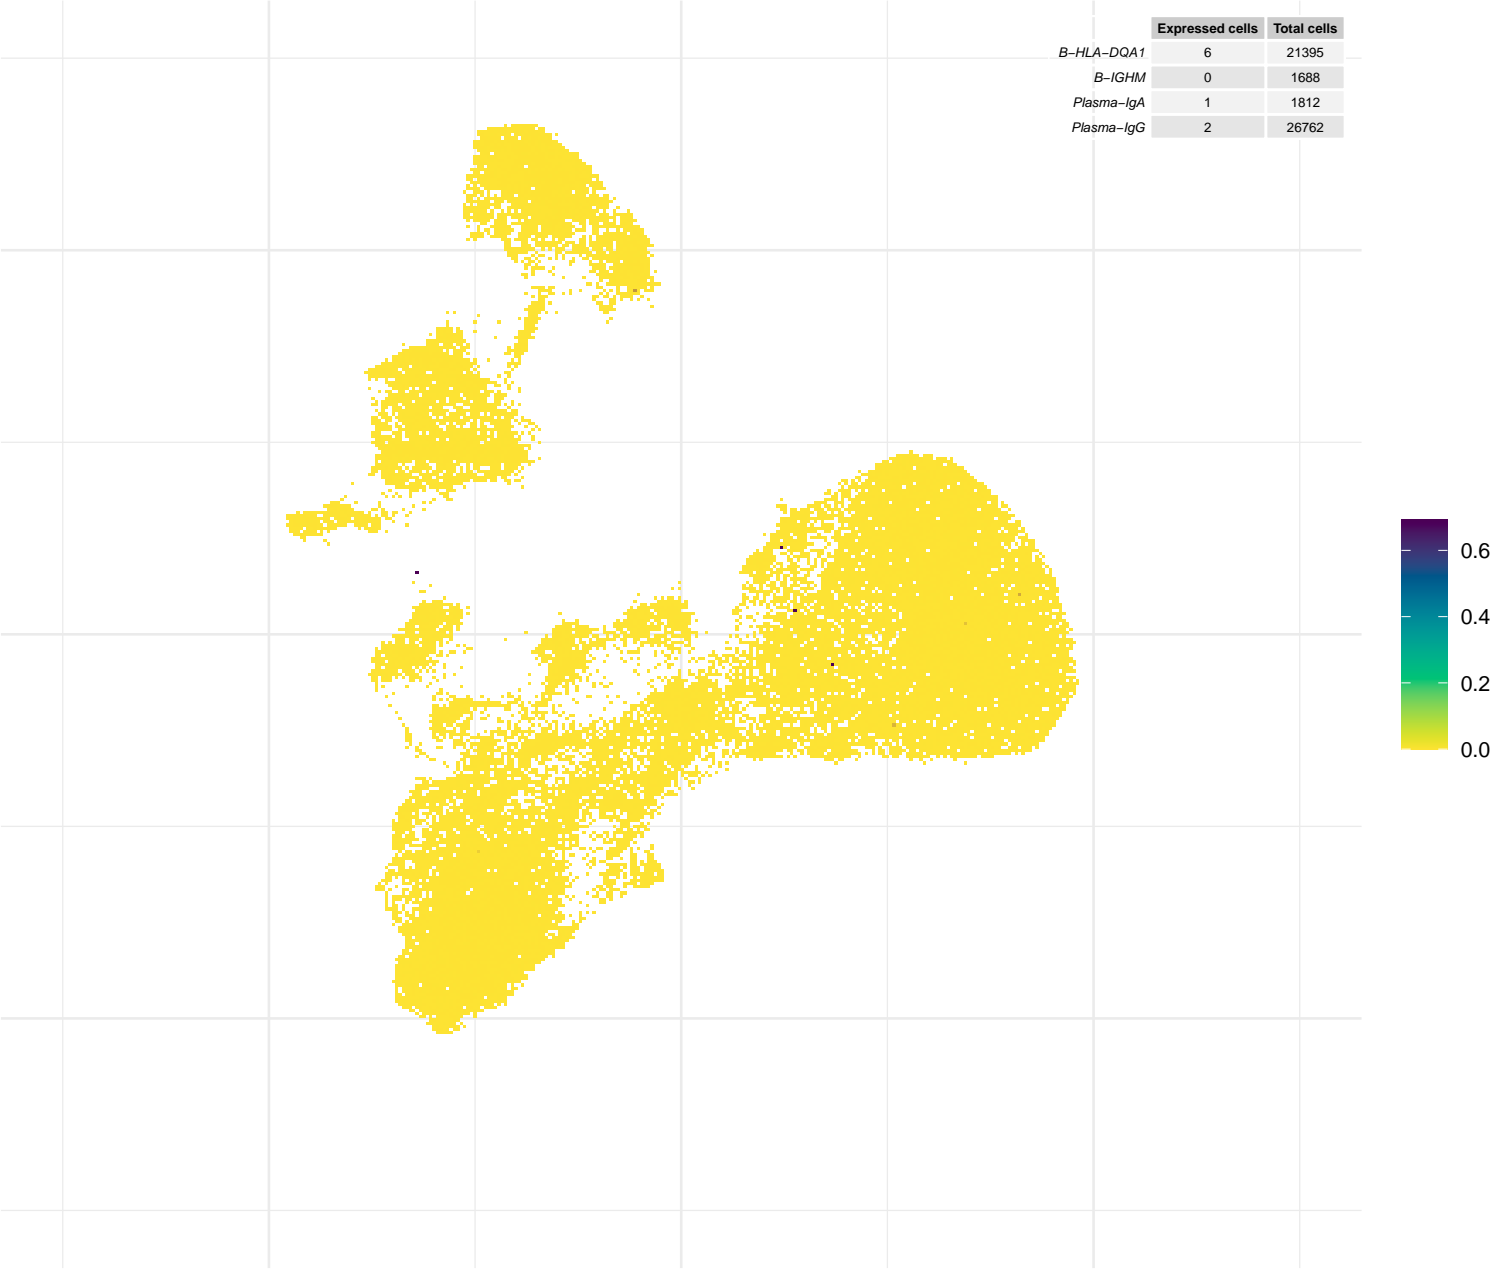 Expressed cells Total cells
B−HLA−DQA1 6 21395
B−IGHM 0 1688
Plasma−IgA 1 1812
Plasma−IgG 2 26762
0.6
0.4
0.2
0.0